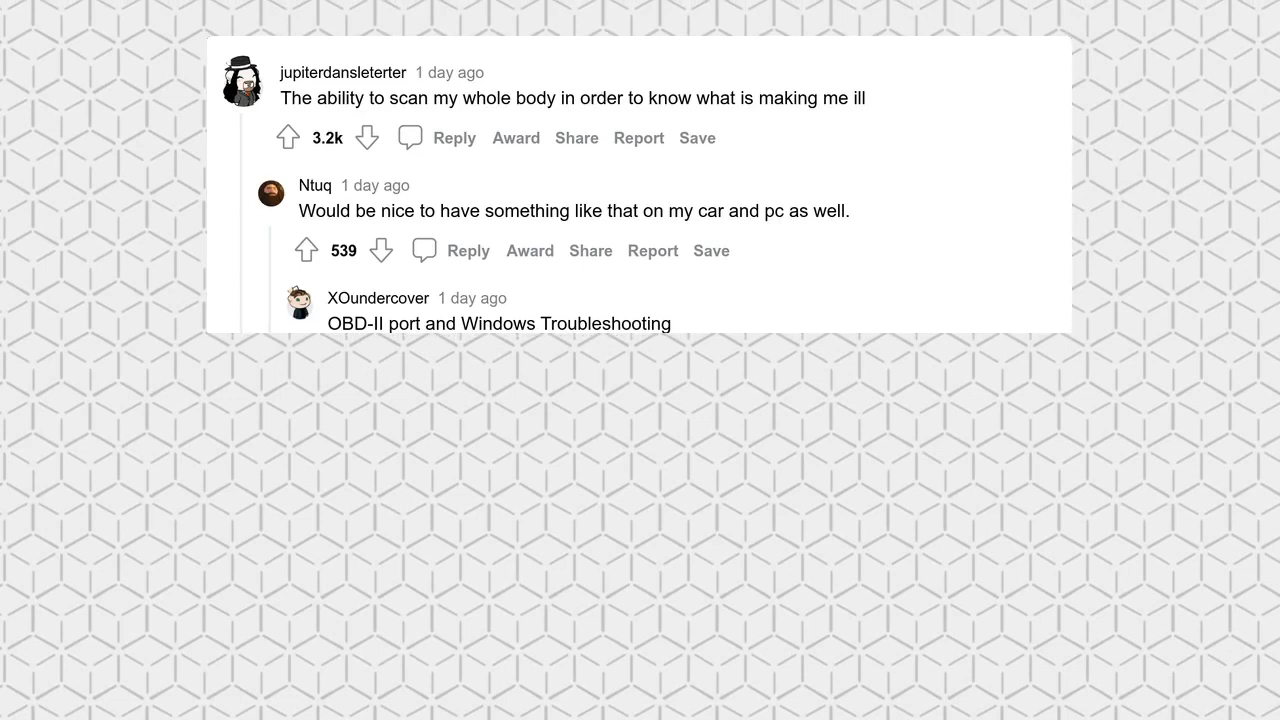 jupiterdansleterter 1 day ago
The ability to scan my whole body in order to know what is making me ill
3.2k Reply Award Share Report Save
Ntuq 1 day ago
Would be nice to have something like that on my car and pc as well.
539 Reply Award Share Report Save
XOundercover 1 day ago
OBD-II port and Windows Troubleshooting